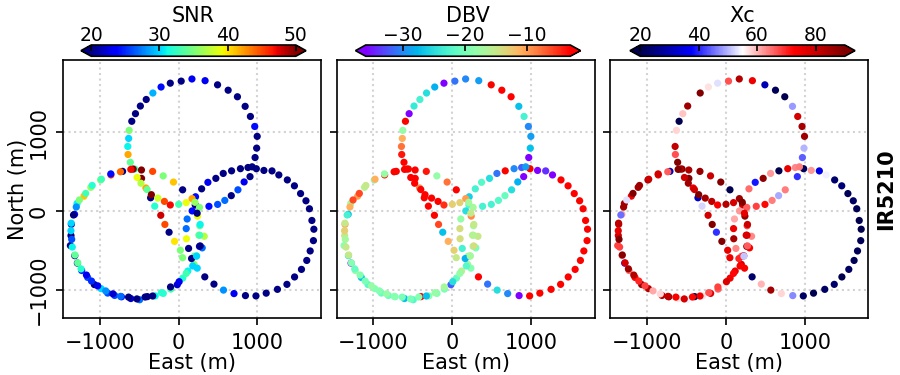 SNR DBV Xc
20 30 40 50 −30 −20 −10 20 40 60 80
North (m)
1000
0
−1000
−1000 0 1000 −1000 0 1000 −1000 0 1000
East (m) East (m) East (m)
IR5210